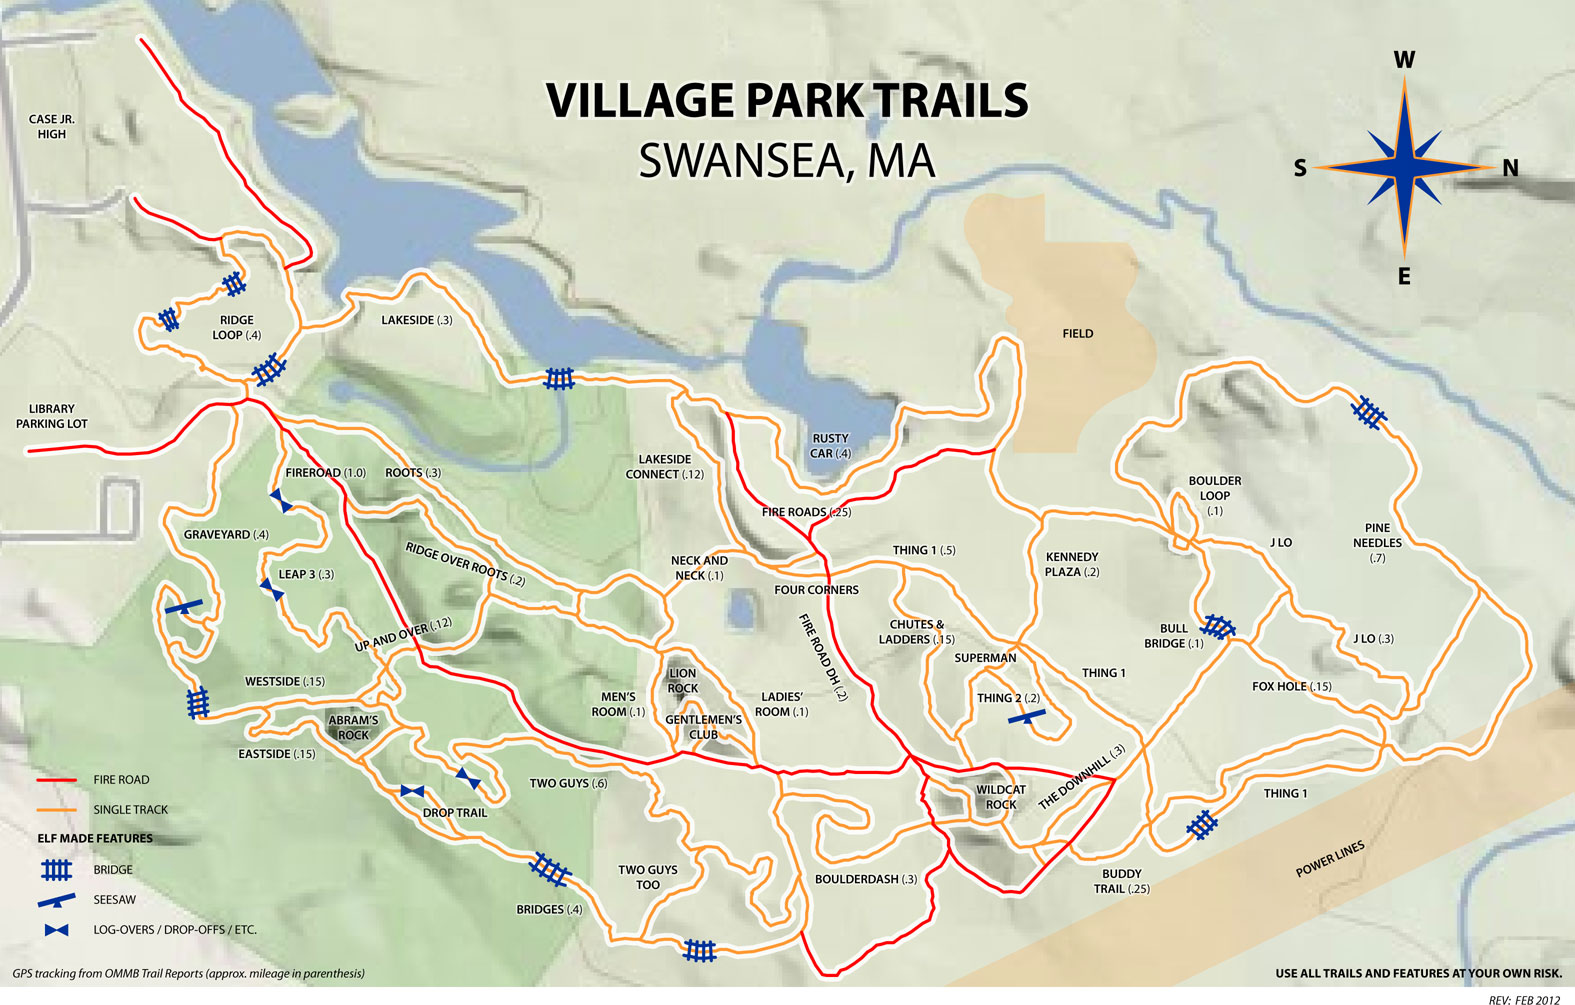 VILLAGE PARK TRAILS
SWANSEA, MA
W
S
N
E
CASE JR.
HIGH
RIDGE
LOOP (.4)
LAKESIDE (.3)
FIELD
LIBRARY
PARKING LOT
RUSTY
CAR (.4)
LAKESIDE
CONNECT (.12)
FIREROAD (1.0)
ROOTS (.3)
BOULDER
LOOP
(.1)
FIRE ROADS (.25)
GRAVEYARD (.4)
J LO
PINE
NEEDLES
(.7)
RIDGE OVER ROOTS (.2)
THING 1 (.5)
KENNEDY
PLAZA (.2)
NECK AND
NECK (.1)
LEAP 3 (.3)
FOUR CORNERS
UP AND OVER (.12)
CHUTES &
LADDERS (.15)
FIRE ROAD DH (.2)
BULL
BRIDGE (.1)
J LO (.3)
SUPERMAN
THING 1
WESTSIDE (.15)
LION
ROCK
FOX HOLE (.15)
MEN'S
ROOM (.1)
LADIES'
ROOM (.1)
THING 2 (.2)
ABRAM'S
ROCK
GENTLEMEN'S
CLUB
EASTSIDE (.15)
THE DOWNHILL (.3)
TWO GUYS (.6)
WILDCAT
ROCK
THING 1
DROP TRAIL
TWO GUYS
TOO
BOULDERDASH (.3)
BUDDY
TRAIL (.25)
POWER LINES
BRIDGES (.4)
FIRE ROAD
SINGLE TRACK
ELF MADE FEATURES
BRIDGE
SEESAW
LOG-OVERS / DROP-OFFS / ETC.
GPS tracking from OMMB Trail Reports (approx. mileage in parenthesis)
USE ALL TRAILS AND FEATURES AT YOUR OWN RISK.
REV: FEB 2012